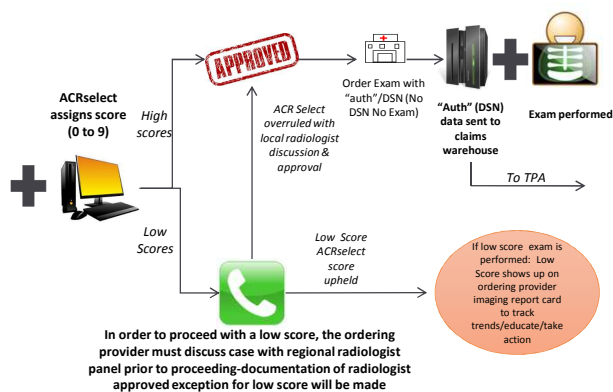 ACRselect
assigns score
(0 to 9)
High
scores
Low
Scores
APPROVED
ACR Select
overruled with
local radiologist
discussion &
approval
Order Exam with
“auth”/DSN (No
DSN No Exam)
“Auth” (DSN)
data sent to
claims
warehouse
Exam performed
To TPA
Low Score
ACRselect
score
upheld
If low score exam is
performed: Low
Score shows up on
ordering provider
imaging report card
to track
trends/educate/take
action
In order to proceed with a low score, the ordering
provider must discuss case with regional radiologist
panel prior to proceeding-documentation of radiologist
approved exception for low score will be made